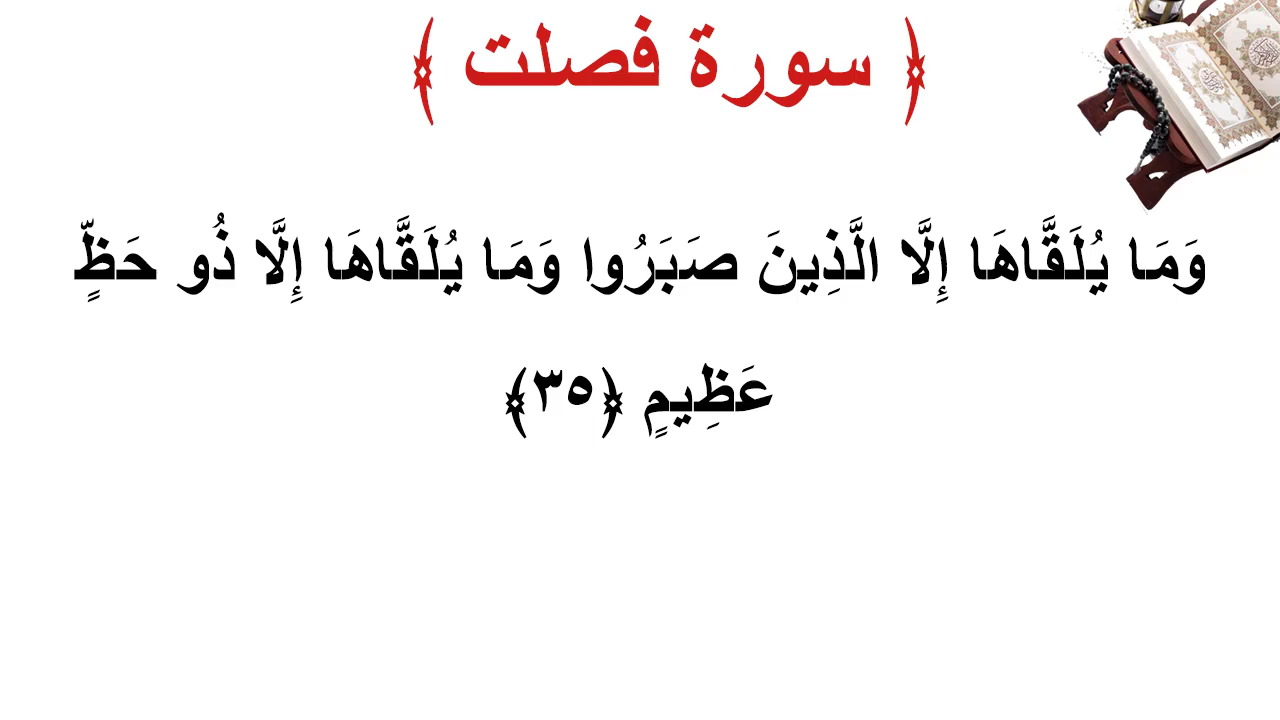 ﴿ سورة فصلت ﴾
وَمَا يُلَقَّاهَا إِلَّا الَّذِينَ صَبَرُوا وَمَا يُلَقَّاهَا إِلَّا ذُو حَظٍّ
عَظِيمٍ ﴿٣٥﴾